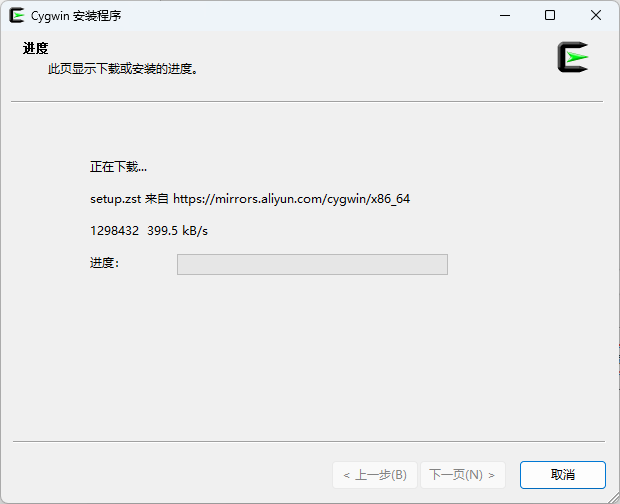 Cygwin 安装程序
进度
此页显示下载或安装的进度。
正在下载...
setup.zst 来自 https://mirrors.aliyun.com/cygwin/x86_64
1298432 399.5 kB/s
进度：
< 上一步(B) 下一页(N) > 取消